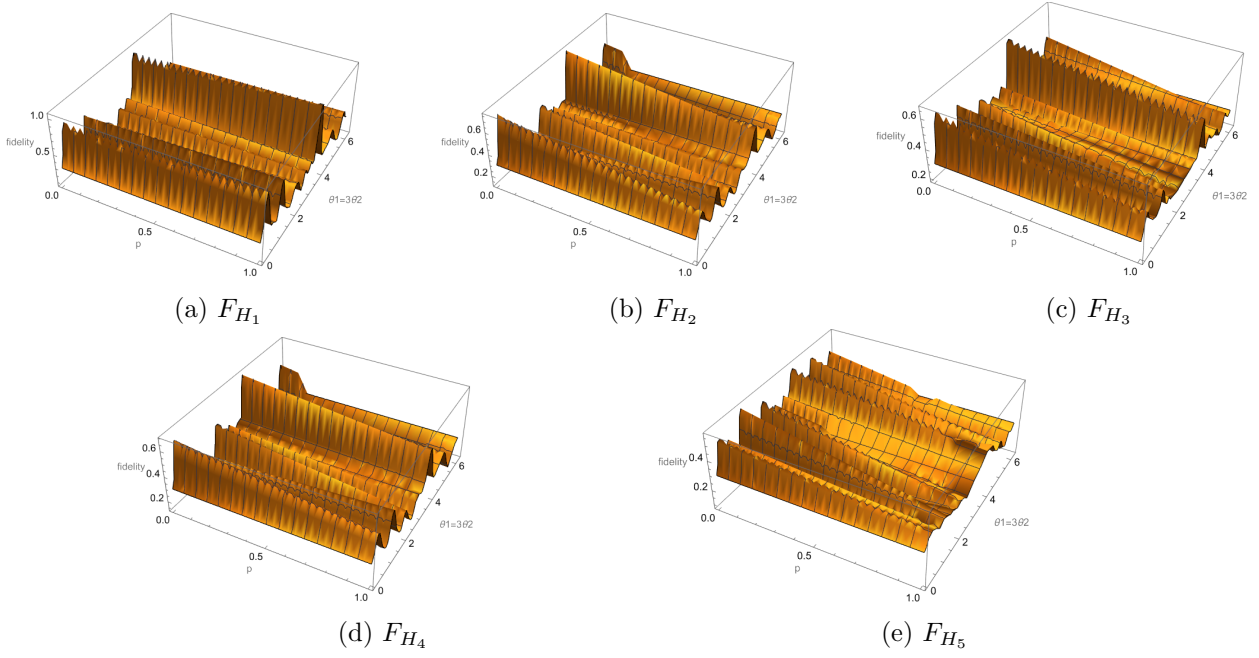 1.0
fidelity
0.5
0.0
0.5
p
1.0
0
2
4
6
θ1=3θ2
(a) F_{H_1}
0.6
fidelity
0.4
0.2
0.0
0.5
p
1.0
0
2
4
6
θ1=3θ2
(b) F_{H_2}
0.6
fidelity
0.4
0.2
0.0
0.5
p
1.0
0
2
4
6
θ1=3θ2
(c) F_{H_3}
0.6
fidelity
0.4
0.2
0.0
0.5
p
1.0
0
2
4
6
θ1=3θ2
(d) F_{H_4}
fidelity
0.4
0.2
0.0
0.5
p
1.0
0
2
4
6
θ1=3θ2
(e) F_{H_5}